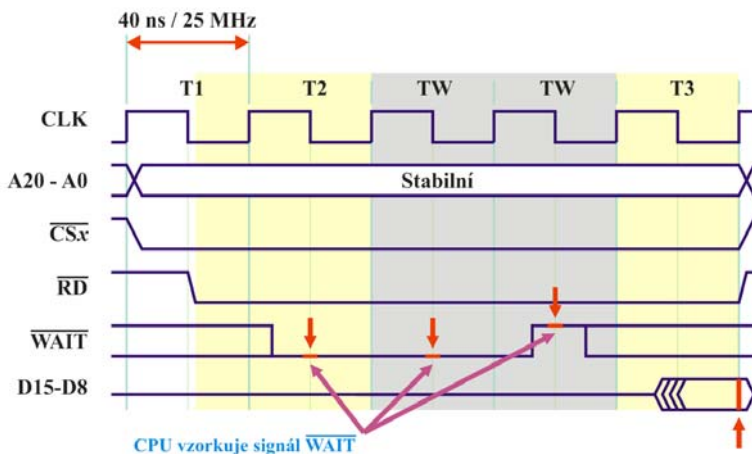 40 ns / 25 MHz
T1 T2 TW TW T3
CLK
A20 - A0 Stabilní
CSx
RD
WAIT
D15-D8
CPU vzorkuje signál WAIT